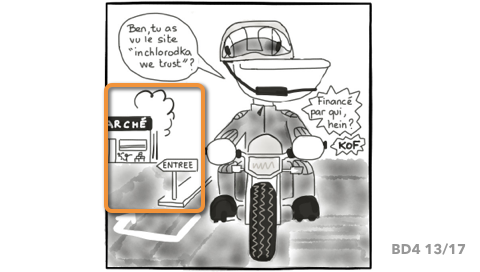 Ben, tu as
vu le site
"inchlorodka
we trust"?
Financé
par qui,
hein?
KOF
ARCHÉ
ENTREE
BD4 13/17